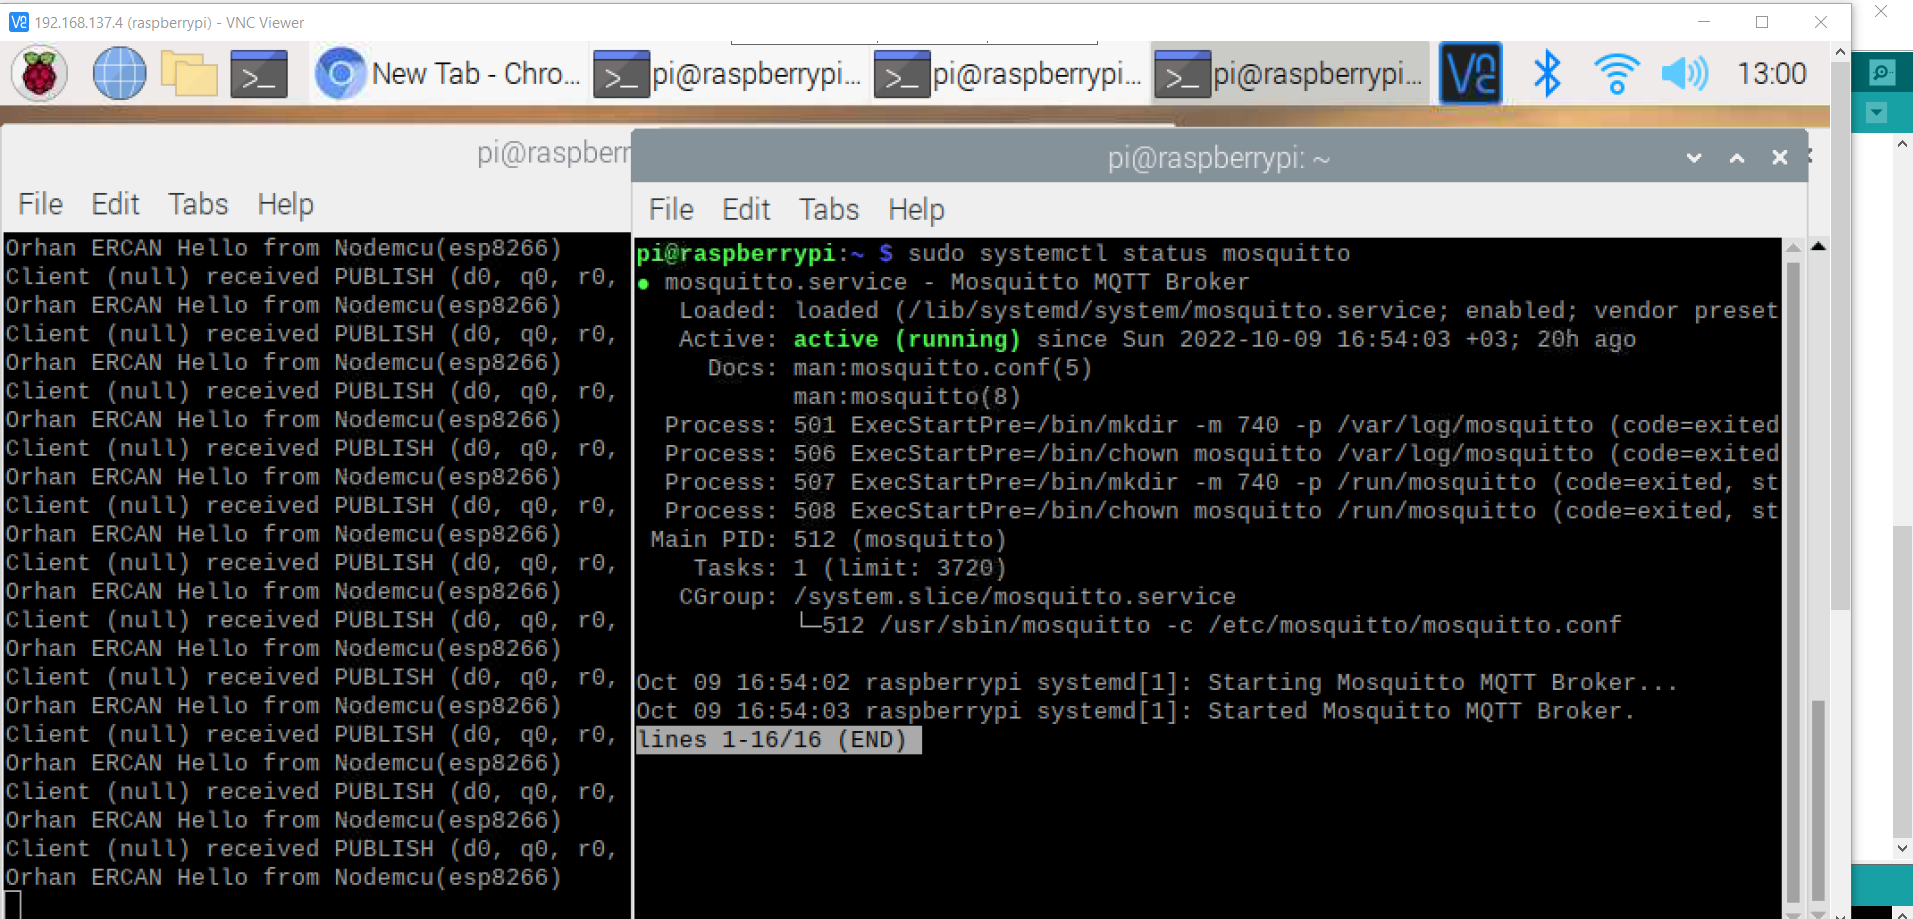 192.168.137.4 (raspberrypi) - VNC Viewer
New Tab - Chro... pi@raspberrypi... pi@raspberrypi... pi@raspberrypi... 13:00
pi@raspberr
File Edit Tabs Help
Orhan ERCAN Hello from Nodemcu(esp8266)
Client (null) received PUBLISH (d0, q0, r0,
Orhan ERCAN Hello from Nodemcu(esp8266)
Client (null) received PUBLISH (d0, q0, r0,
Orhan ERCAN Hello from Nodemcu(esp8266)
Client (null) received PUBLISH (d0, q0, r0,
Orhan ERCAN Hello from Nodemcu(esp8266)
Client (null) received PUBLISH (d0, q0, r0,
Orhan ERCAN Hello from Nodemcu(esp8266)
Client (null) received PUBLISH (d0, q0, r0,
Orhan ERCAN Hello from Nodemcu(esp8266)
Client (null) received PUBLISH (d0, q0, r0,
Orhan ERCAN Hello from Nodemcu(esp8266)
Client (null) received PUBLISH (d0, q0, r0,
Orhan ERCAN Hello from Nodemcu(esp8266)
Client (null) received PUBLISH (d0, q0, r0,
Orhan ERCAN Hello from Nodemcu(esp8266)
Client (null) received PUBLISH (d0, q0, r0,
Orhan ERCAN Hello from Nodemcu(esp8266)
Client (null) received PUBLISH (d0, q0, r0,
Orhan ERCAN Hello from Nodemcu(esp8266)
Client (null) received PUBLISH (d0, q0, r0,
Orhan ERCAN Hello from Nodemcu(esp8266)
pi@raspberrypi: ~
File Edit Tabs Help
pi@raspberrypi:~ $ sudo systemctl status mosquitto
● mosquitto.service - Mosquitto MQTT Broker
Loaded: loaded (/lib/systemd/system/mosquitto.service; enabled; vendor preset
Active: active (running) since Sun 2022-10-09 16:54:03 +03; 20h ago
Docs: man:mosquitto.conf(5)
man:mosquitto(8)
Process: 501 ExecStartPre=/bin/mkdir -m 740 -p /var/log/mosquitto (code=exited
Process: 506 ExecStartPre=/bin/chown mosquitto /var/log/mosquitto (code=exited
Process: 507 ExecStartPre=/bin/mkdir -m 740 -p /run/mosquitto (code=exited, st
Process: 508 ExecStartPre=/bin/chown mosquitto /run/mosquitto (code=exited, st
Main PID: 512 (mosquitto)
Tasks: 1 (limit: 3720)
CGroup: /system.slice/mosquitto.service
└─512 /usr/sbin/mosquitto -c /etc/mosquitto/mosquitto.conf
Oct 09 16:54:02 raspberrypi systemd[1]: Starting Mosquitto MQTT Broker...
Oct 09 16:54:03 raspberrypi systemd[1]: Started Mosquitto MQTT Broker.
lines 1-16/16 (END)